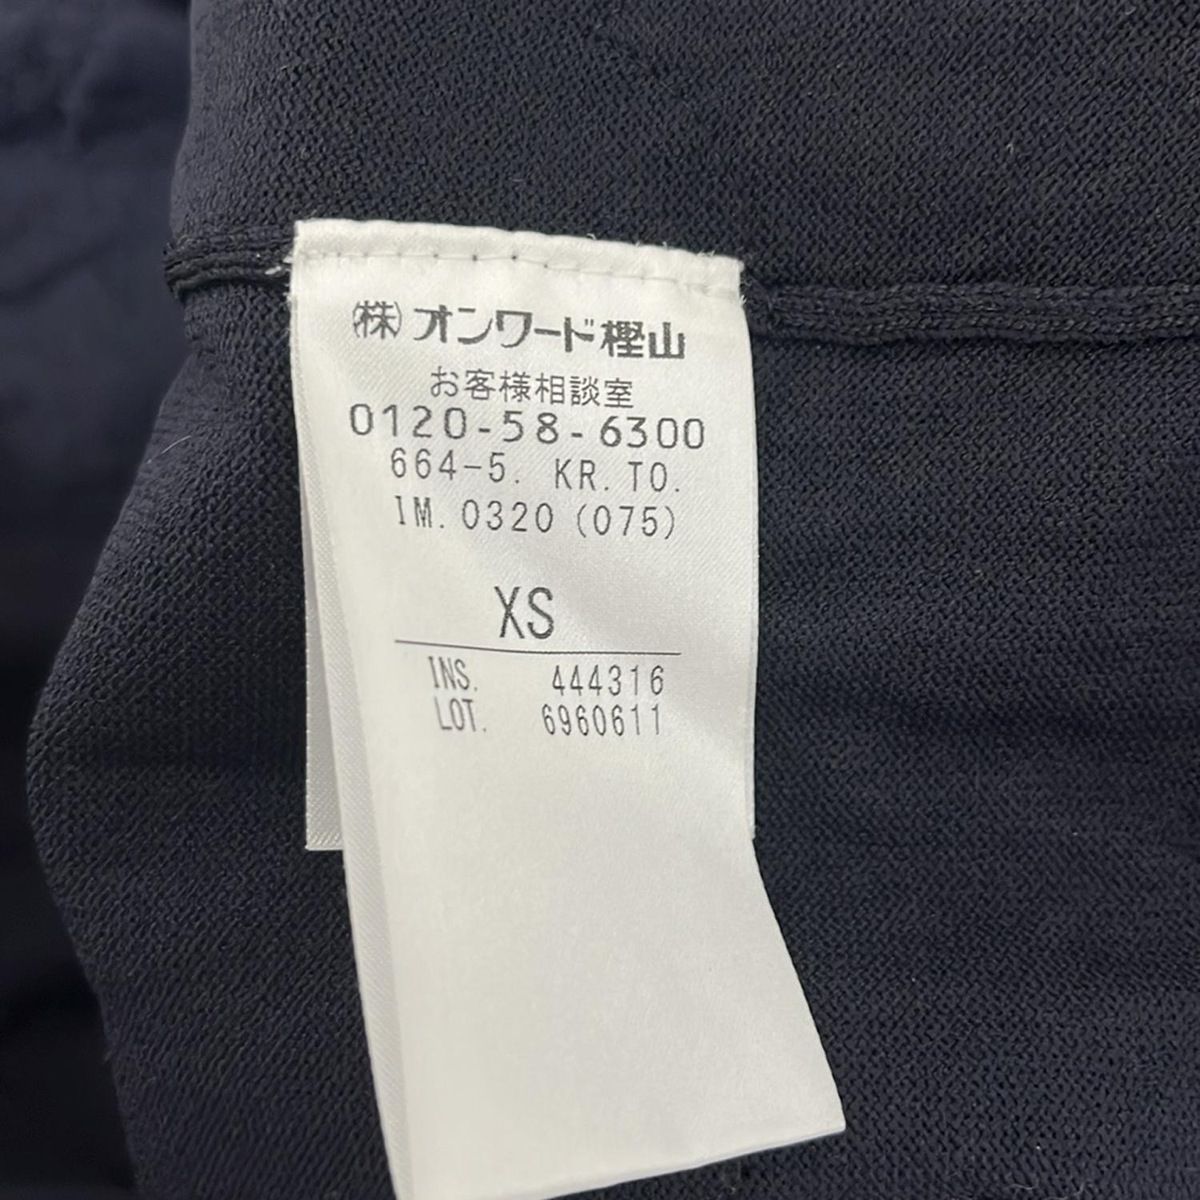 ㈱オンワード樫山
お客様相談室
0120-58-6300
664-5. KR.TO.
IM.0320(075)
XS
INS. 444316
LOT. 6960611